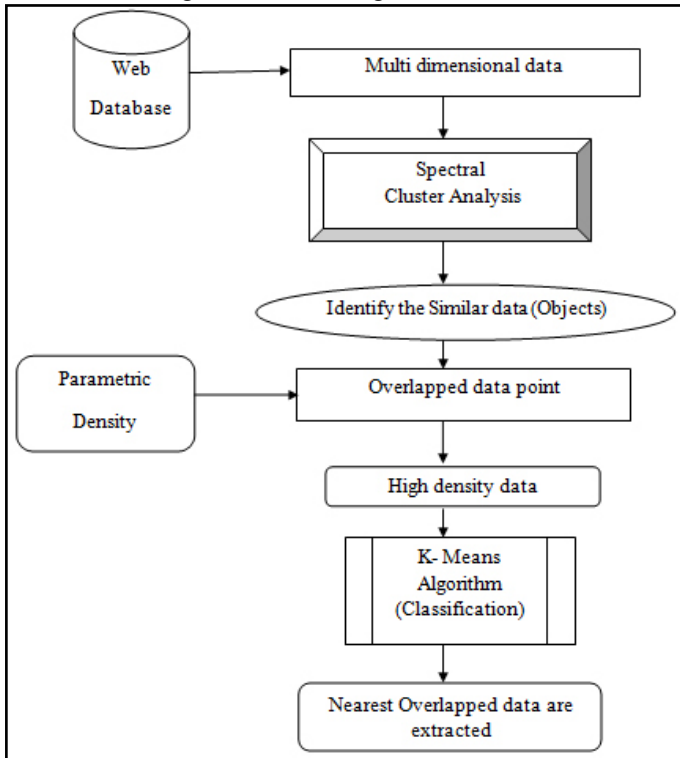 Web
Database
Multi dimensional data
Spectral
Cluster Analysis
Identify the Similar data (Objects)
Parametric
Density
Overlapped data point
High density data
K- Means
Algorithm
(Classification)
Nearest Overlapped data are
extracted